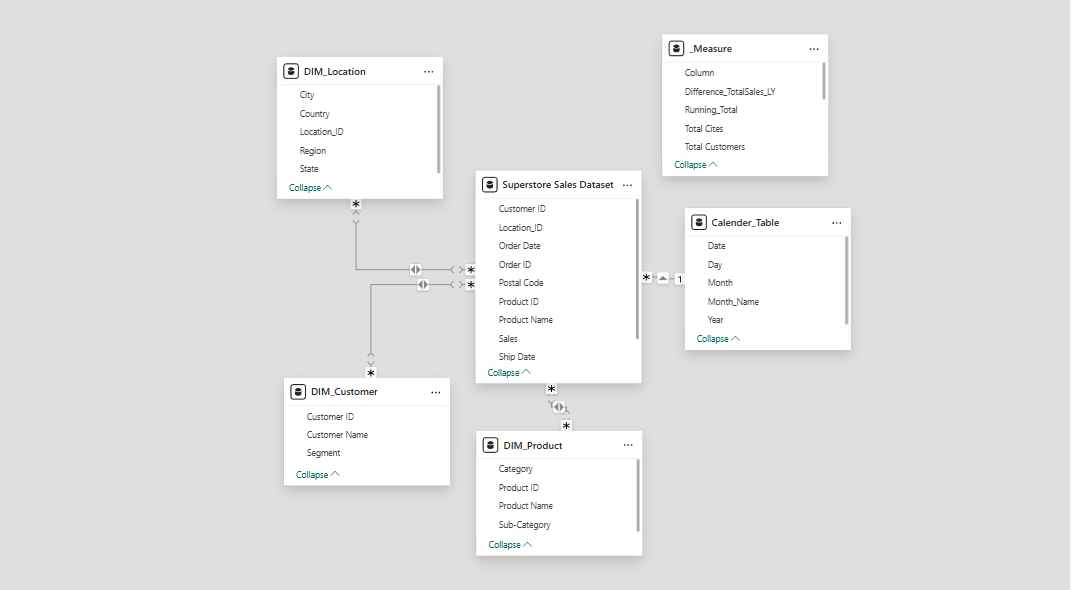 DIM_Location
City
Country
Location_ID
Region
State
Collapse
_Measure
Column
Difference_TotalSales_LY
Running_Total
Total Cites
Total Customers
Collapse
Superstore Sales Dataset
Customer ID
Location_ID
Order Date
Order ID
Postal Code
Product ID
Product Name
Sales
Ship Date
Collapse
Calender_Table
Date
Day
Month
Month_Name
Year
Collapse
*
*
*
* 1
*
DIM_Customer
Customer ID
Customer Name
Segment
Collapse
*
*
DIM_Product
Category
Product ID
Product Name
Sub-Category
Collapse